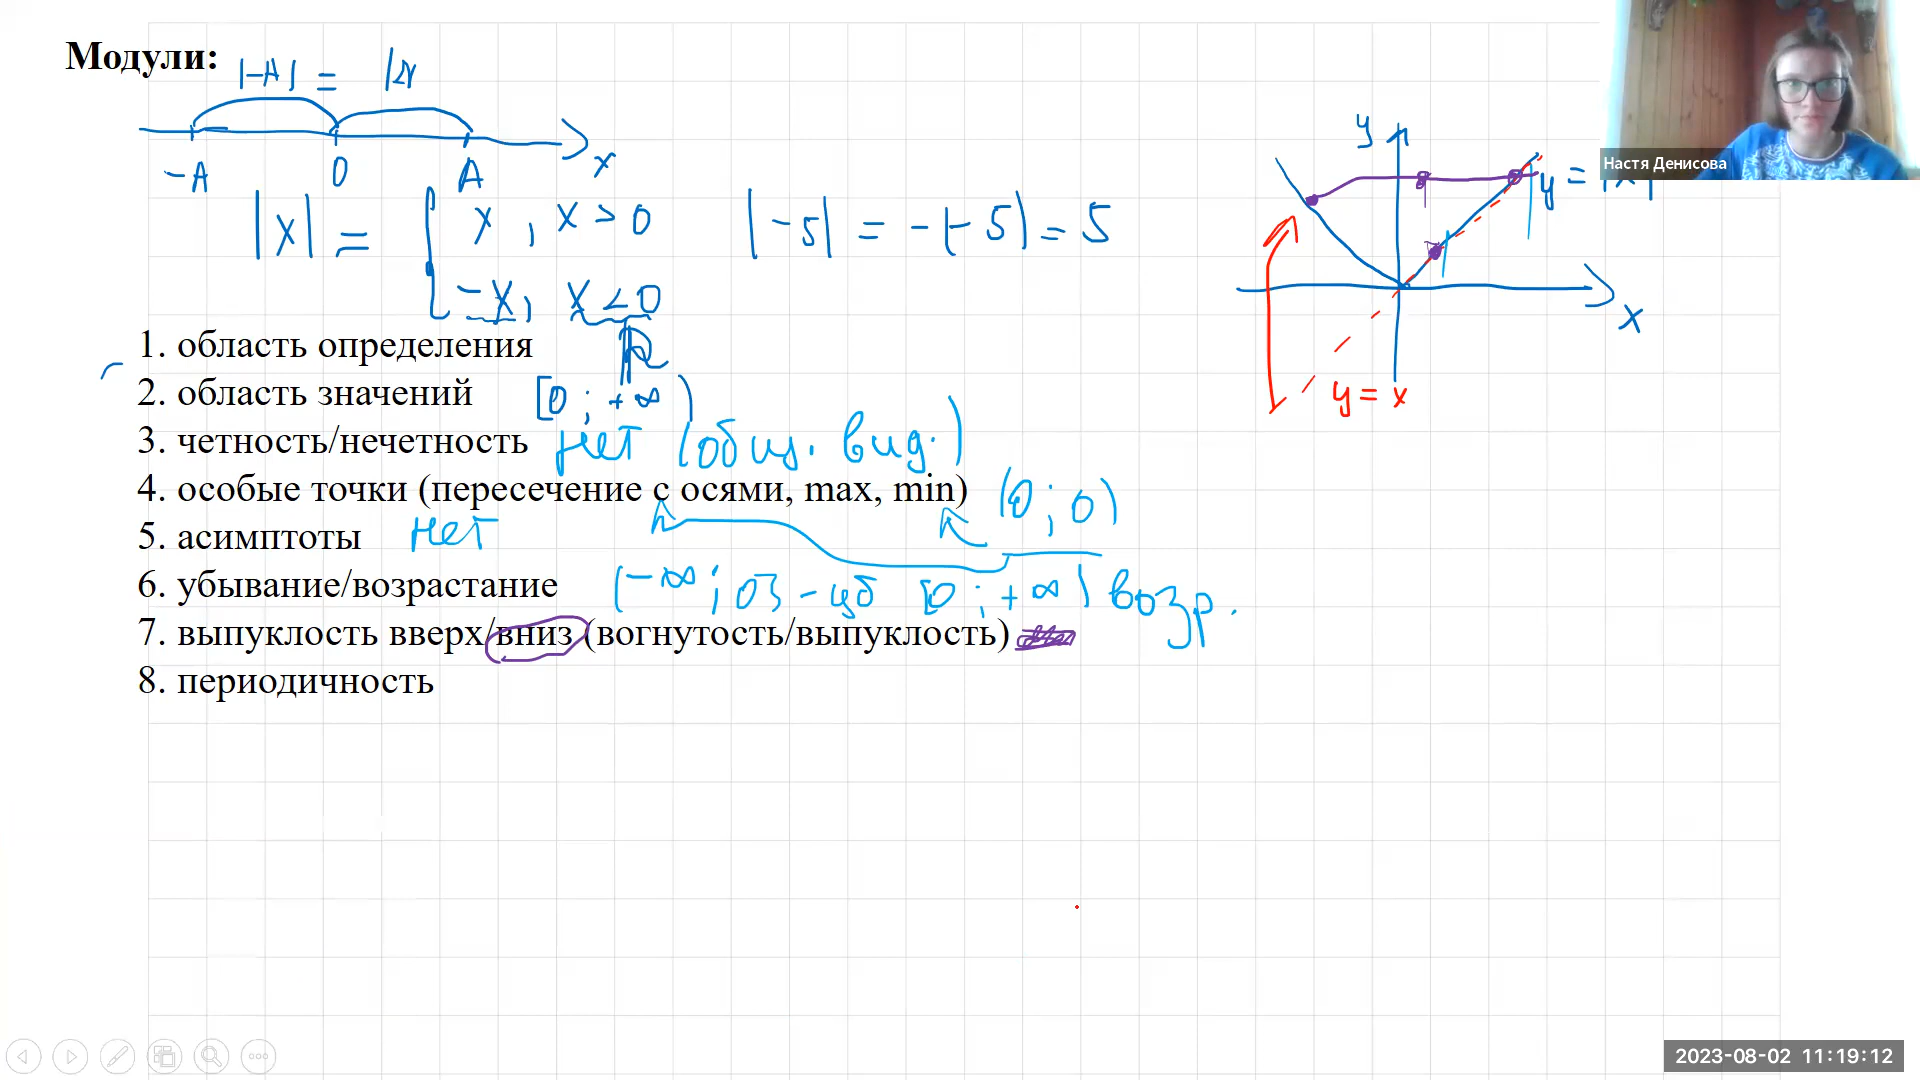 Модули:
|-A| =
-A 0 A x
|x| = { x, x > 0
-x, x < 0
|-5| = -(-5) = 5
y
y = |x|
x
y = x
Настя Денисова
1. область определения R
2. область значений [0; +∞)
3. четность/нечетность нет (общ. вид.)
4. особые точки (пересечение с осями, max, min) (0; 0)
5. асимптоты нет
6. убывание/возрастание (-∞; 0] - уб [0; +∞) возр.
7. выпуклость вверх/вниз (вогнутость/выпуклость)
8. периодичность
2023-08-02 11:19:12